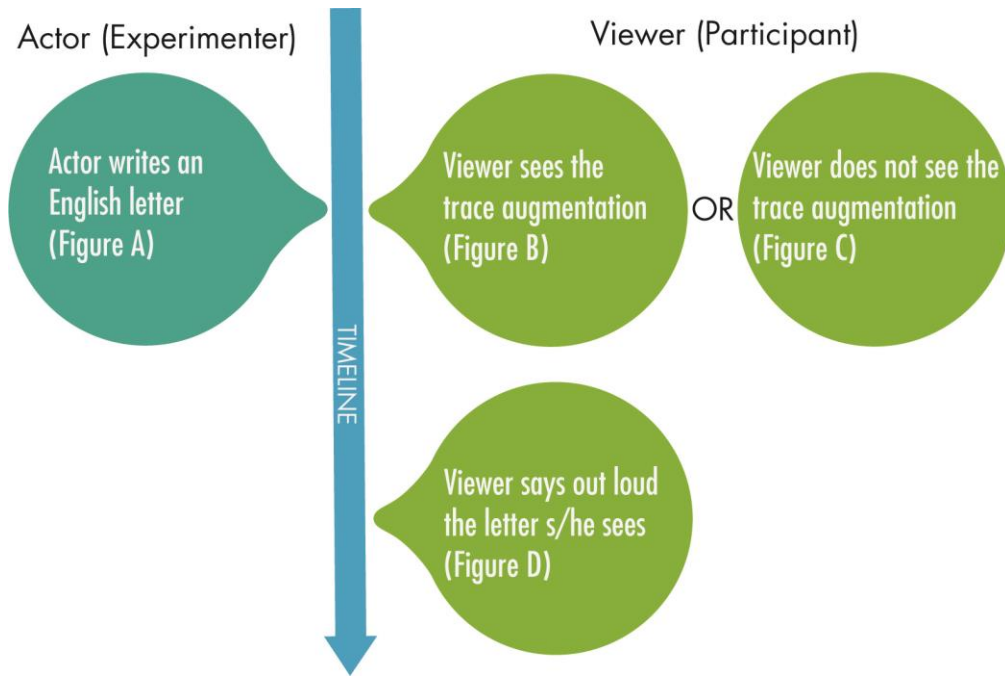 Actor (Experimenter)
Viewer (Participant)
Actor writes an
English letter
(Figure A)
Viewer sees the
trace augmentation
(Figure B)
OR
Viewer does not see the
trace augmentation
(Figure C)
TIMELINE
Viewer says out loud
the letter s/he sees
(Figure D)